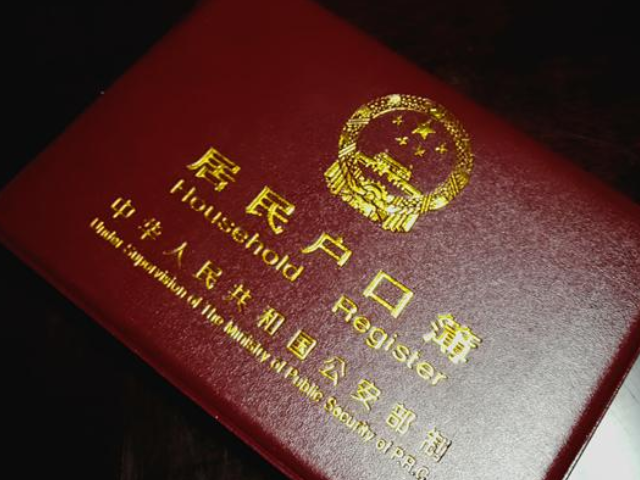 居民户口簿
Household Register
中华人民共和国公安部制
Under Supervision of The Ministry of Public Security of P.R.C.